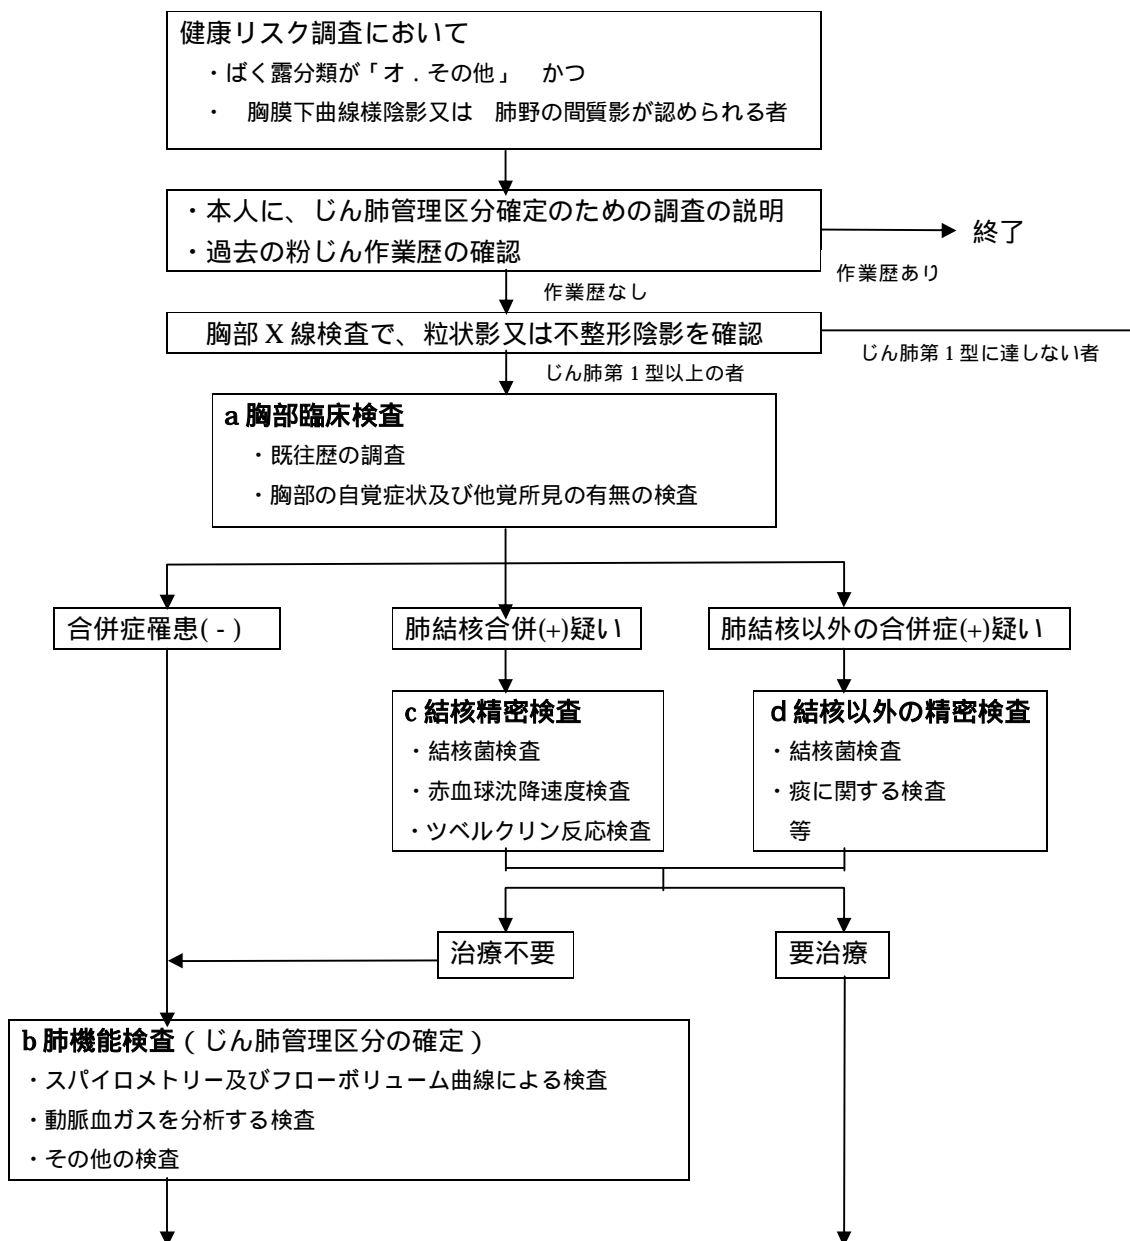 健康リスク調査において
・ばく露分類が「オ．その他」　かつ
・　胸膜下曲線様陰影又は　肺野の間質影が認められる者
・本人に、じん肺管理区分確定のための調査の説明
・過去の粉じん作業歴の確認
終了
作業歴あり
作業歴なし
胸部 X 線検査で、粒状影又は不整形陰影を確認
じん肺第 1 型に達しない者
じん肺第 1 型以上の者
a 胸部臨床検査
・既往歴の調査
・胸部の自覚症状及び他覚所見の有無の検査
合併症罹患( - )
肺結核合併(+)疑い
肺結核以外の合併症(+)疑い
c 結核精密検査
・結核菌検査
・赤血球沈降速度検査
・ツベルクリン反応検査
ｄ結核以外の精密検査
・結核菌検査
・痰に関する検査
等
治療不要
要治療
b 肺機能検査（じん肺管理区分の確定）
・スパイロメトリー及びフローボリューム曲線による検査
・動脈血ガスを分析する検査
・その他の検査